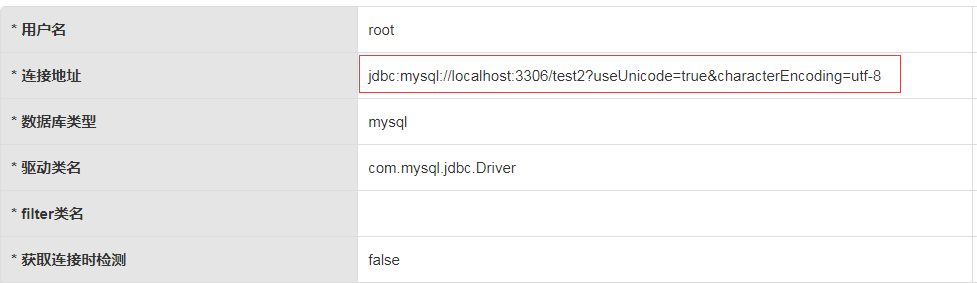 * 用户名 root
* 连接地址 jdbc:mysql://localhost:3306/test2?useUnicode=true&characterEncoding=utf-8
* 数据库类型 mysql
* 驱动类名 com.mysql.jdbc.Driver
* filter类名
* 获取连接时检测 false